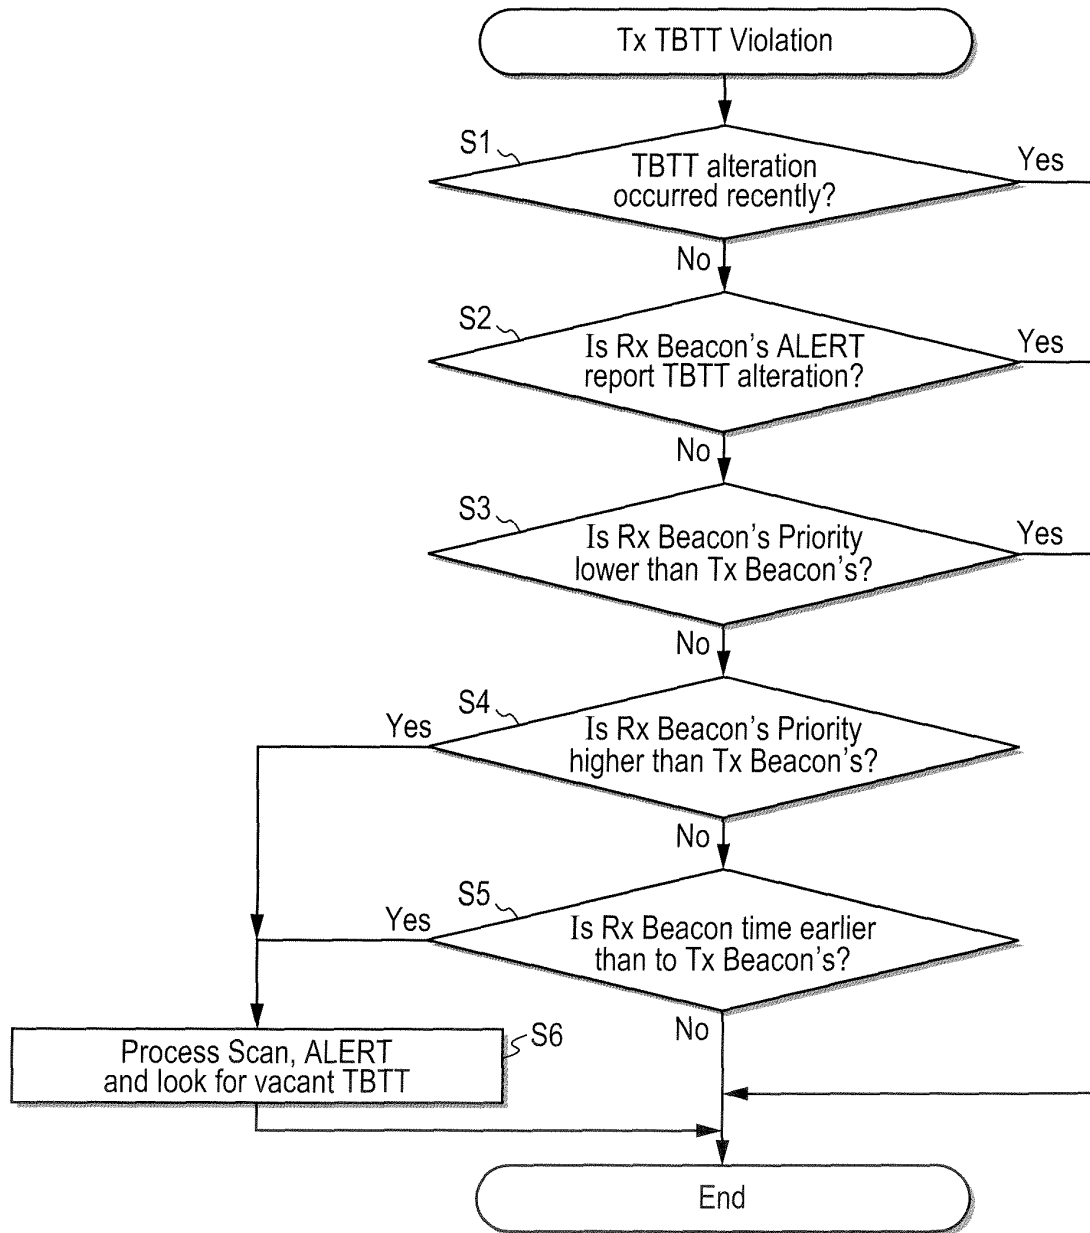 Tx TBTT Violation
S1
TBTT alteration
occurred recently?
Yes
No
S2
Is Rx Beacon's ALERT
report TBTT alteration?
Yes
No
S3
Is Rx Beacon's Priority
lower than Tx Beacon's?
Yes
No
S4
Yes
Is Rx Beacon's Priority
higher than Tx Beacon's?
No
S5
Yes
Is Rx Beacon time earlier
than to Tx Beacon's?
No
S6
Process Scan, ALERT
and look for vacant TBTT
End